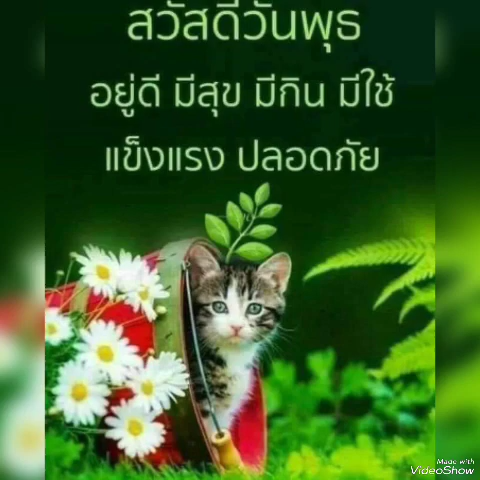 สวัสดีวันพุธ
อยู่ดี มีสุข มีกิน มีใช้
แข็งแรง ปลอดภัย
Made with
VideoShow